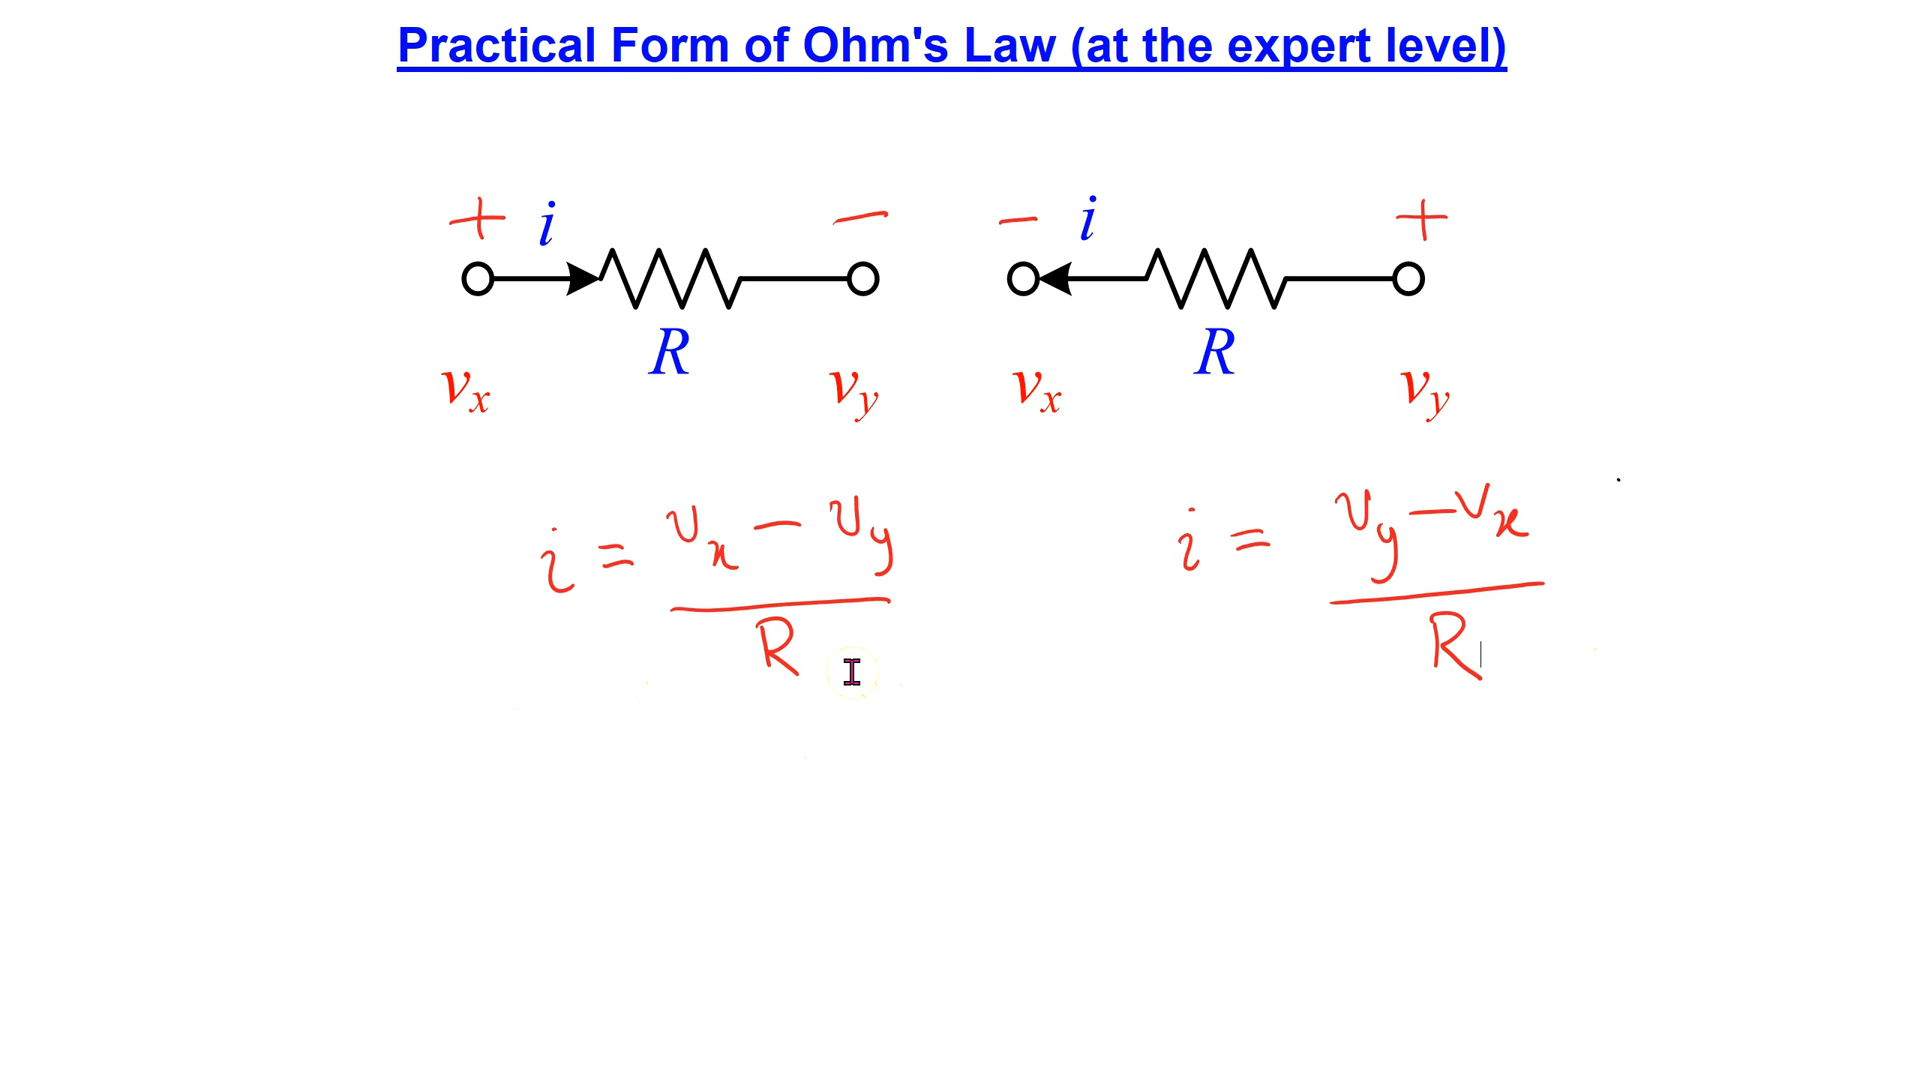 Practical Form of Ohm's Law (at the expert level)
+ i − − i +
R R
vx vy vx vy
i = vx − vy / R
i = vy − vx / R